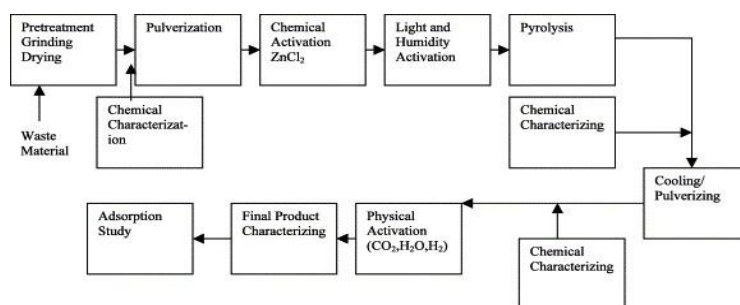 Pretreatment
Grinding
Drying
Pulverization
Chemical
Activation
ZnCl₂
Light and
Humidity
Activation
Pyrolysis
Waste
Material
Chemical
Characterizat-
ion
Chemical
Characterizing
Cooling/
Pulverizing
Adsorption
Study
Final Product
Characterizing
Physical
Activation
(CO₂,H₂O,H₂)
Chemical
Characterizing